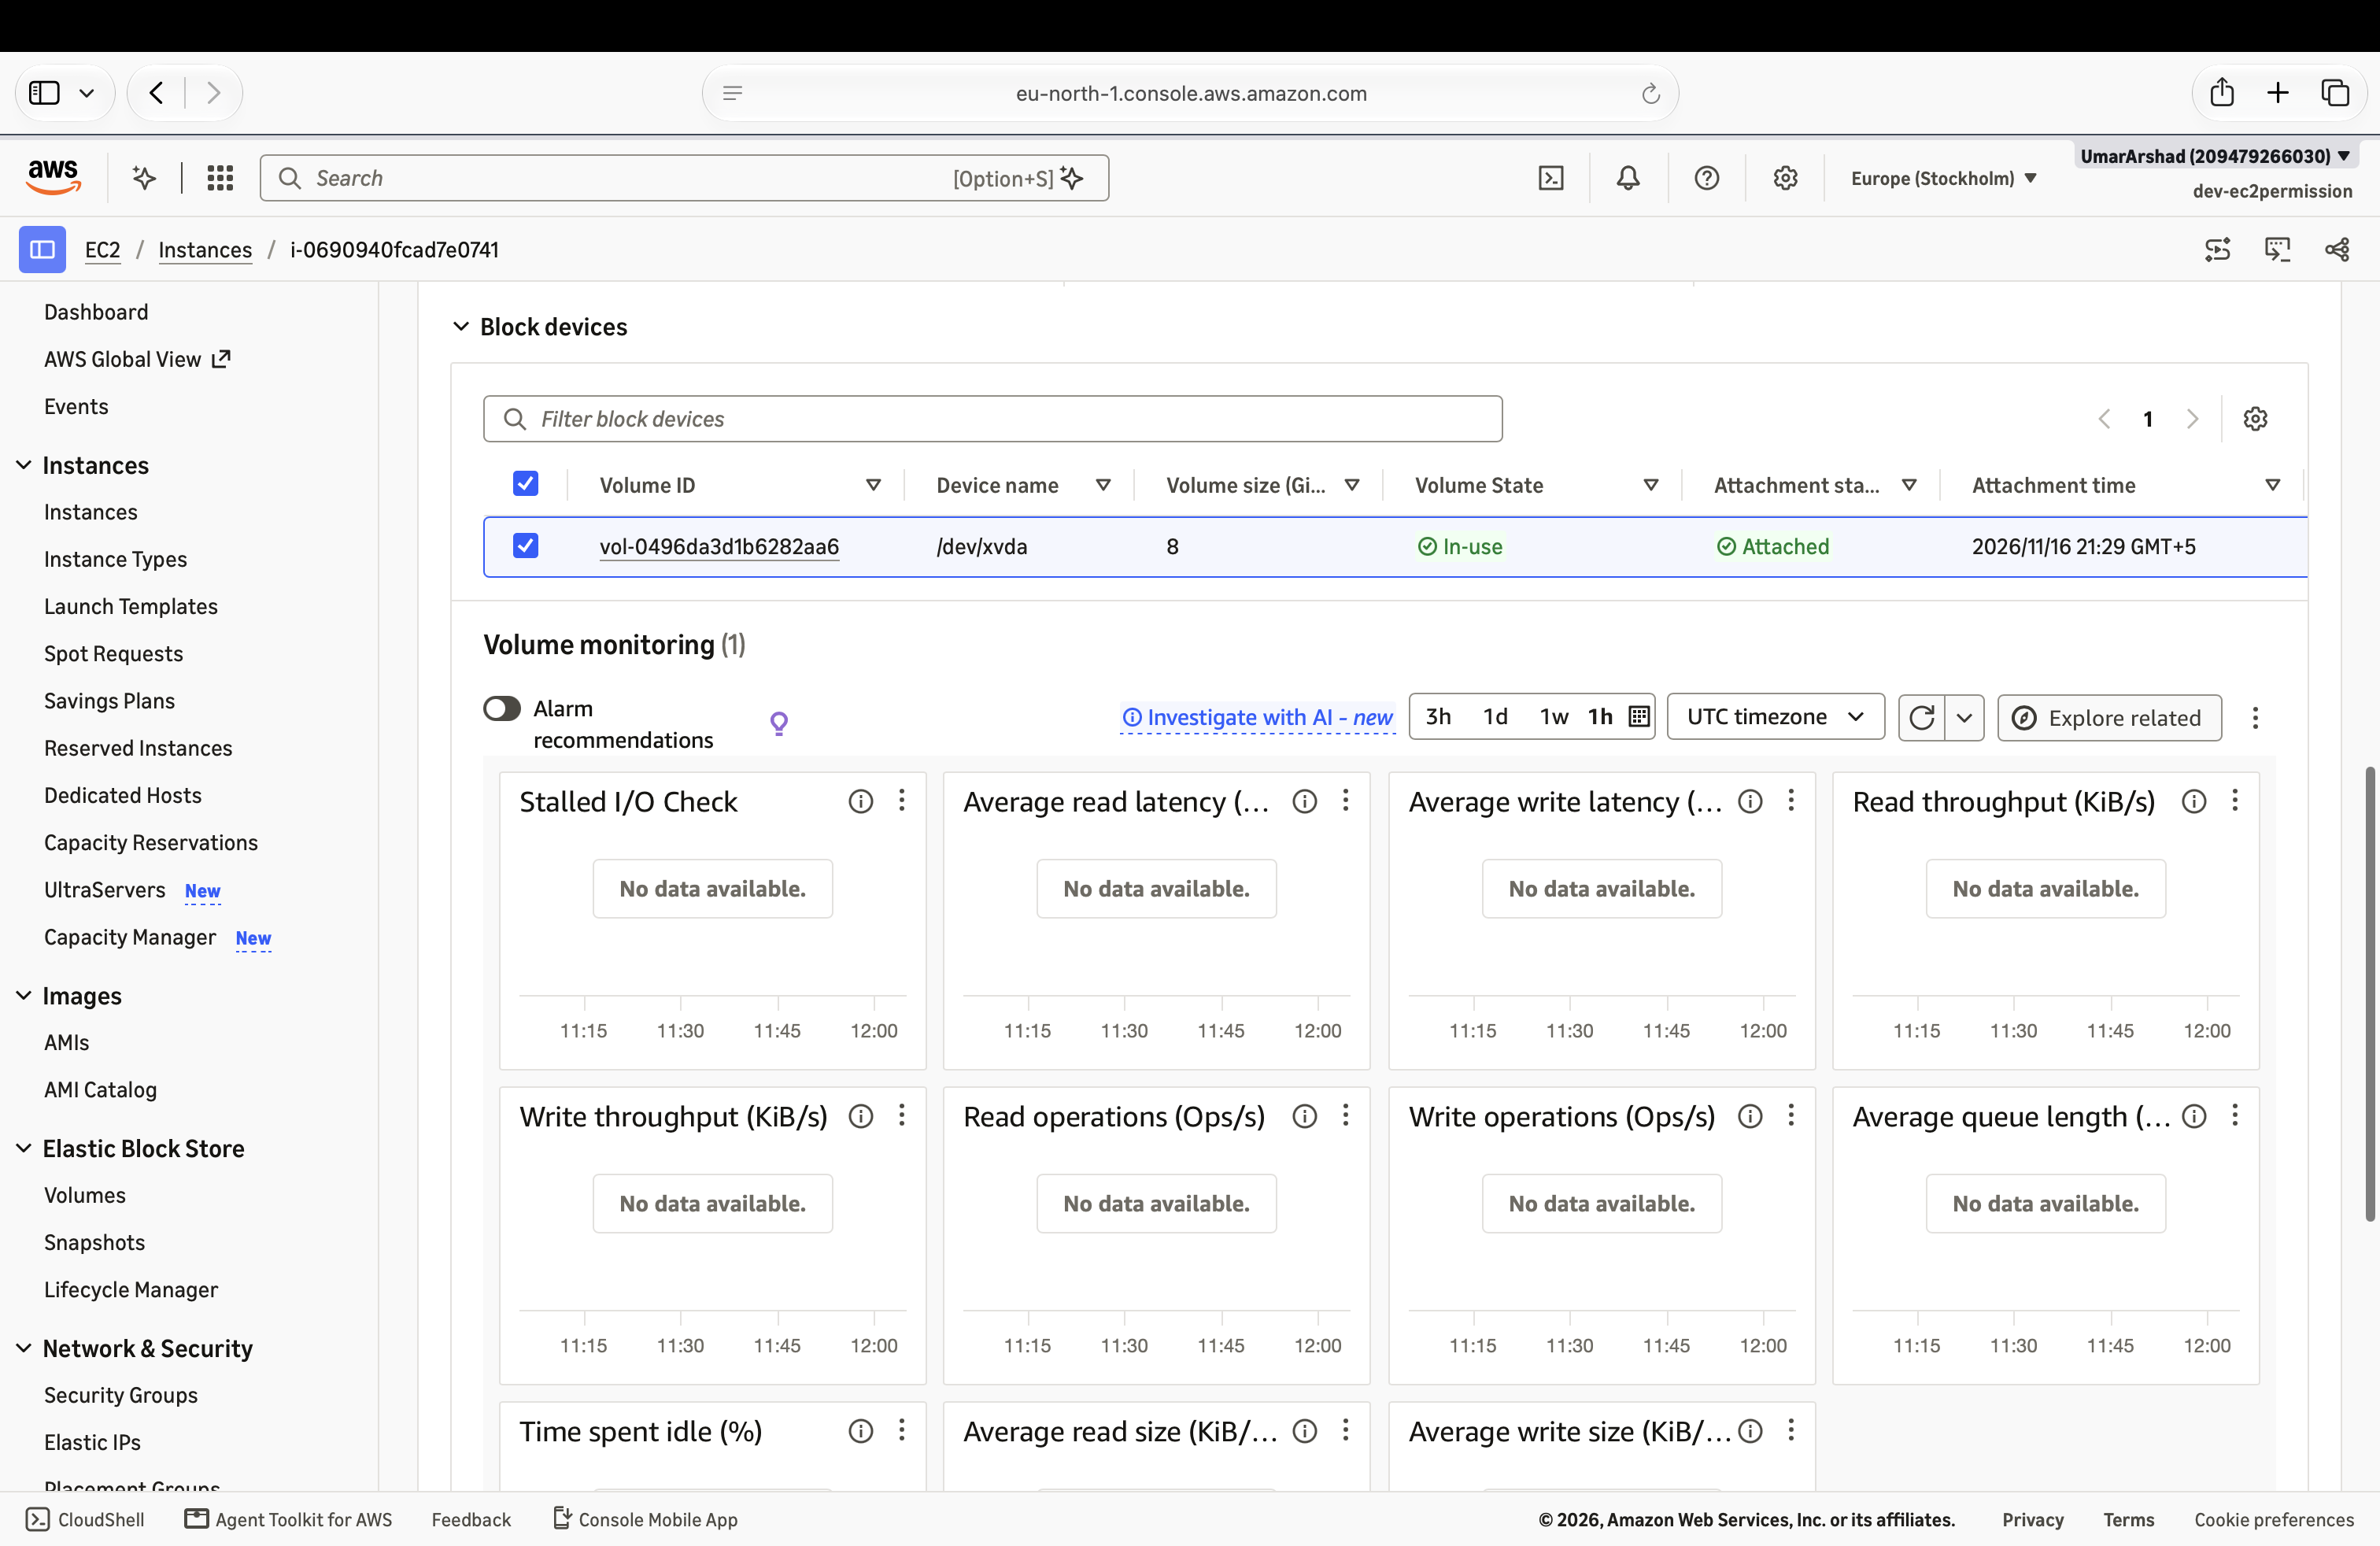 eu-north-1.console.aws.amazon.com
aws
Search
[Option+S]
Europe (Stockholm)
UmarArshad (209479266030)
dev-ec2permission
EC2 / Instances / i-0690940fcad7e0741
Dashboard
AWS Global View
Events
Instances
Instances
Instance Types
Launch Templates
Spot Requests
Savings Plans
Reserved Instances
Dedicated Hosts
Capacity Reservations
UltraServers New
Capacity Manager New
Images
AMIs
AMI Catalog
Elastic Block Store
Volumes
Snapshots
Lifecycle Manager
Network & Security
Security Groups
Elastic IPs
Placement Groups
Block devices
Filter block devices
1
Volume ID Device name Volume size (Gi... Volume State Attachment sta... Attachment time
vol-0496da3d1b6282aa6 /dev/xvda 8 In-use Attached 2026/11/16 21:29 GMT+5
Volume monitoring (1)
Alarm
recommendations
Investigate with AI - new
3h 1d 1w 1h
UTC timezone
Explore related
Stalled I/O Check
No data available.
11:15 11:30 11:45 12:00
Average read latency (...
No data available.
11:15 11:30 11:45 12:00
Average write latency (...
No data available.
11:15 11:30 11:45 12:00
Read throughput (KiB/s)
No data available.
11:15 11:30 11:45 12:00
Write throughput (KiB/s)
No data available.
11:15 11:30 11:45 12:00
Read operations (Ops/s)
No data available.
11:15 11:30 11:45 12:00
Write operations (Ops/s)
No data available.
11:15 11:30 11:45 12:00
Average queue length (...
No data available.
11:15 11:30 11:45 12:00
Time spent idle (%)
Average read size (KiB/...
Average write size (KiB/...
CloudShell
Agent Toolkit for AWS
Feedback
Console Mobile App
© 2026, Amazon Web Services, Inc. or its affiliates.
Privacy
Terms
Cookie preferences